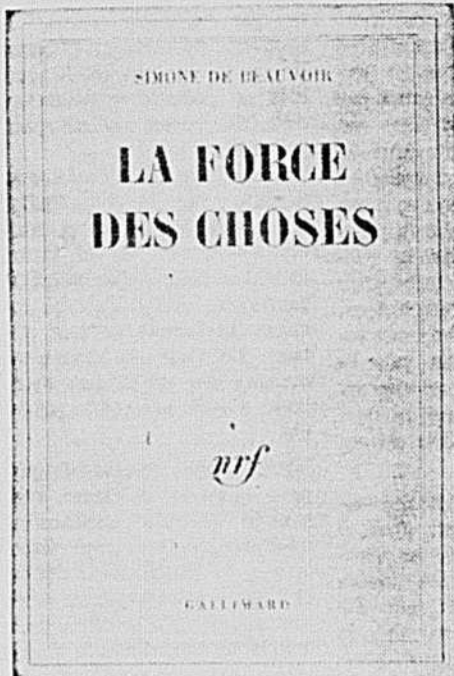 SIMONE DE BEAUVOIR
LA FORCE
DES CHOSES
nrf
GALLIMARD